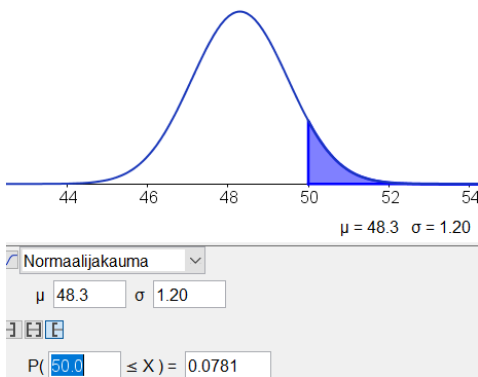 44 46 48 50 52 54
μ = 48.3 σ = 1.20
Normaalijakauma
μ 48.3 σ 1.20
P( 50.0 ≤ X ) = 0.0781